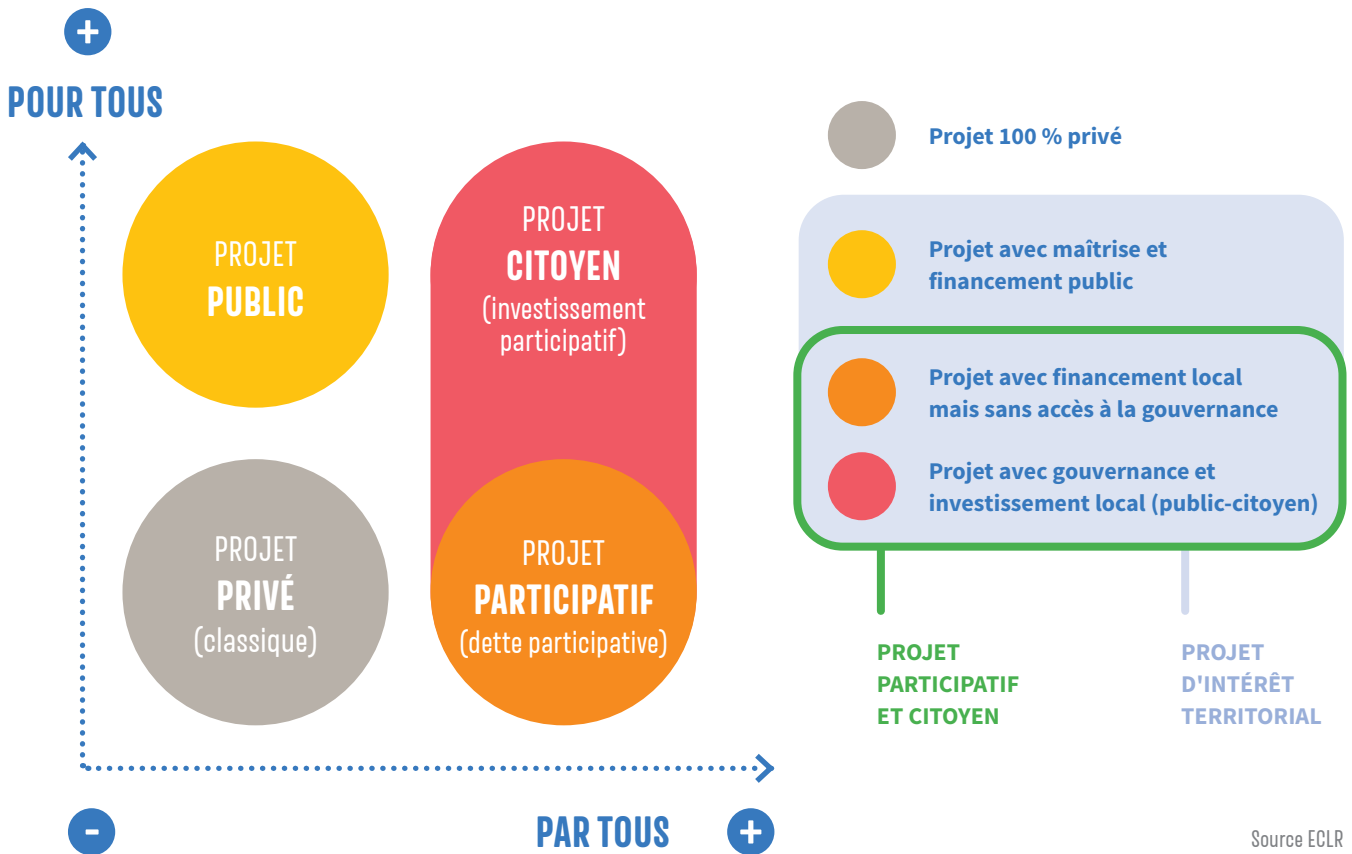 +
POUR TOUS
PROJET
PUBLIC
PROJET
CITOYEN
(investissement
participatif)
PROJET
PRIVÉ
(classique)
PROJET
PARTICIPATIF
(dette participative)
-
PAR TOUS
+
Projet 100 % privé
Projet avec maîtrise et
financement public
Projet avec financement local
mais sans accès à la gouvernance
Projet avec gouvernance et
investissement local (public-citoyen)
PROJET
PARTICIPATIF
ET CITOYEN
PROJET
D'INTÉRÊT
TERRITORIAL
Source ECLR